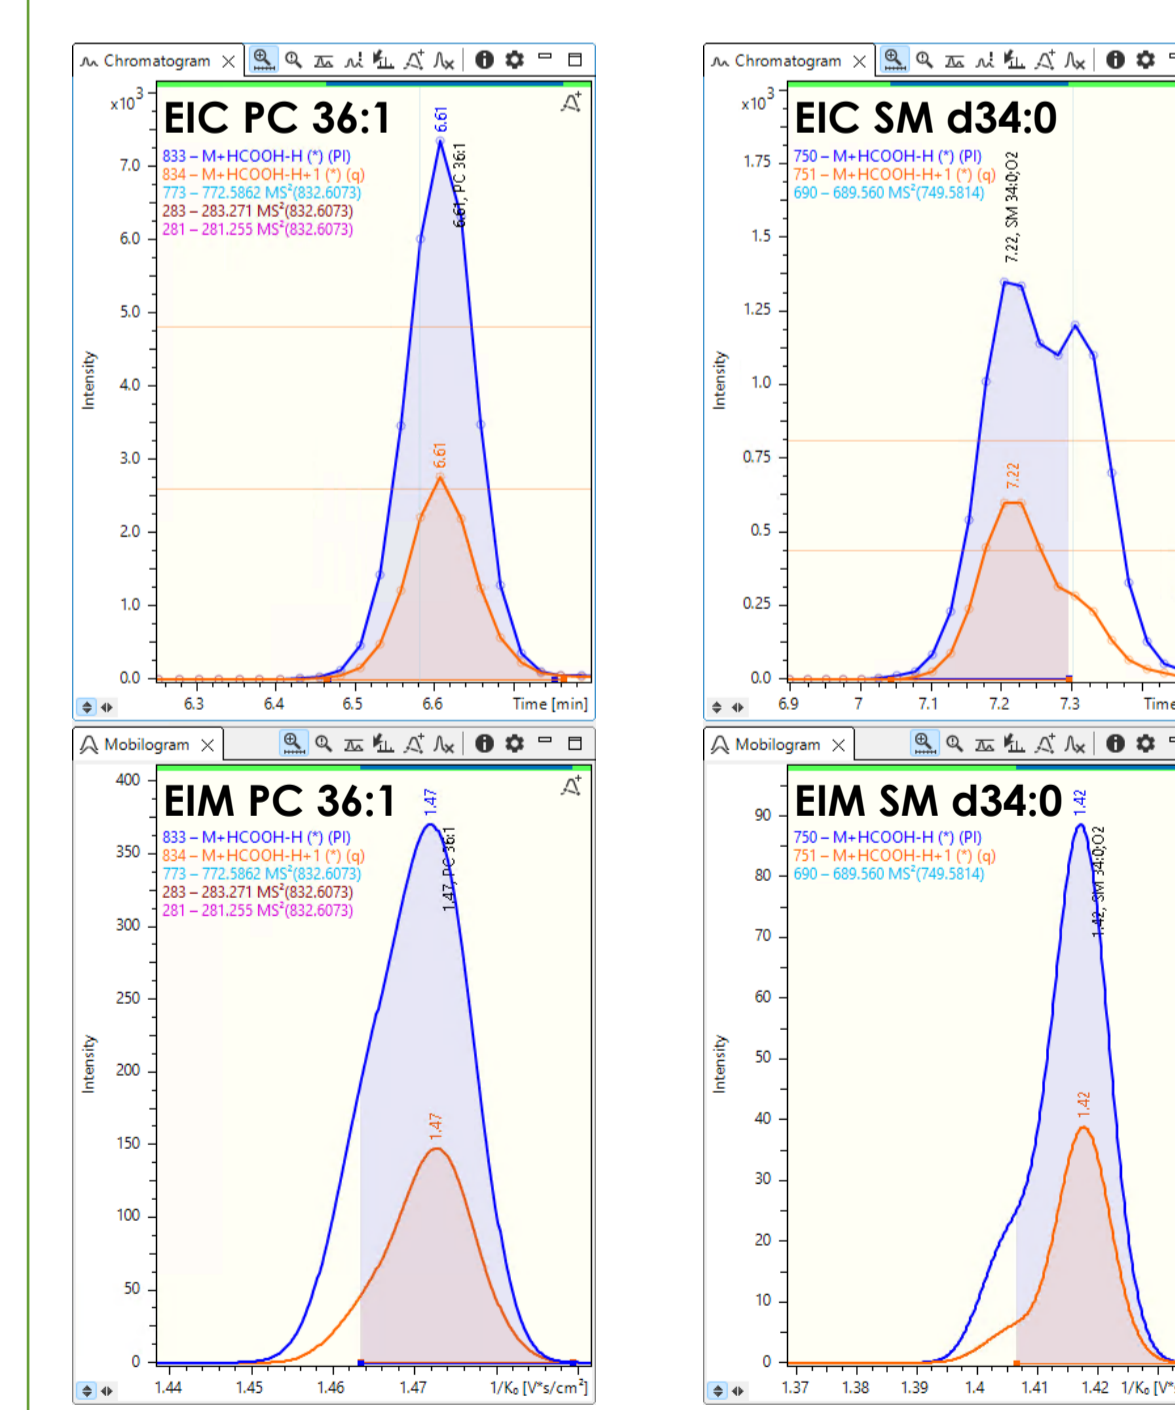 Chromatogram
x10³
EIC PC 36:1
833 – M+HCOOH-H (*) (PI)
834 – M+HCOOH-H+1 (*) (q)
773 – 772.5862 MS²(832.6073)
283 – 283.271 MS²(832.6073)
281 – 281.255 MS²(832.6073)
6.61
6.61, PC 36:1
6.61
Intensity
7.0
6.0
5.0
4.0
3.0
2.0
1.0
0.0
6.3 6.4 6.5 6.6 Time [min]
Chromatogram
x10³
EIC SM d34:0
750 – M+HCOOH-H (*) (PI)
751 – M+HCOOH-H+1 (*) (q)
690 – 689.560 MS²(749.5814)
7.22, SM 34:0;O2
7.22
Intensity
1.75
1.5
1.25
1.0
0.75
0.5
0.25
0.0
6.9 7 7.1 7.2 7.3 Time
Mobilogram
EIM PC 36:1
833 – M+HCOOH-H (*) (PI)
834 – M+HCOOH-H+1 (*) (q)
773 – 772.5862 MS²(832.6073)
283 – 283.271 MS²(832.6073)
281 – 281.255 MS²(832.6073)
1.47
1.47, PC 36:1
1.47
Intensity
400
350
300
250
200
150
100
50
0
1.44 1.45 1.46 1.47 1/K₀ [V*s/cm²]
Mobilogram
EIM SM d34:0
750 – M+HCOOH-H (*) (PI)
751 – M+HCOOH-H+1 (*) (q)
690 – 689.560 MS²(749.5814)
1.42
1.42, SM 34:0;O2
1.42
Intensity
90
80
70
60
50
40
30
20
10
0
1.37 1.38 1.39 1.4 1.41 1.42 1/K₀ [V*